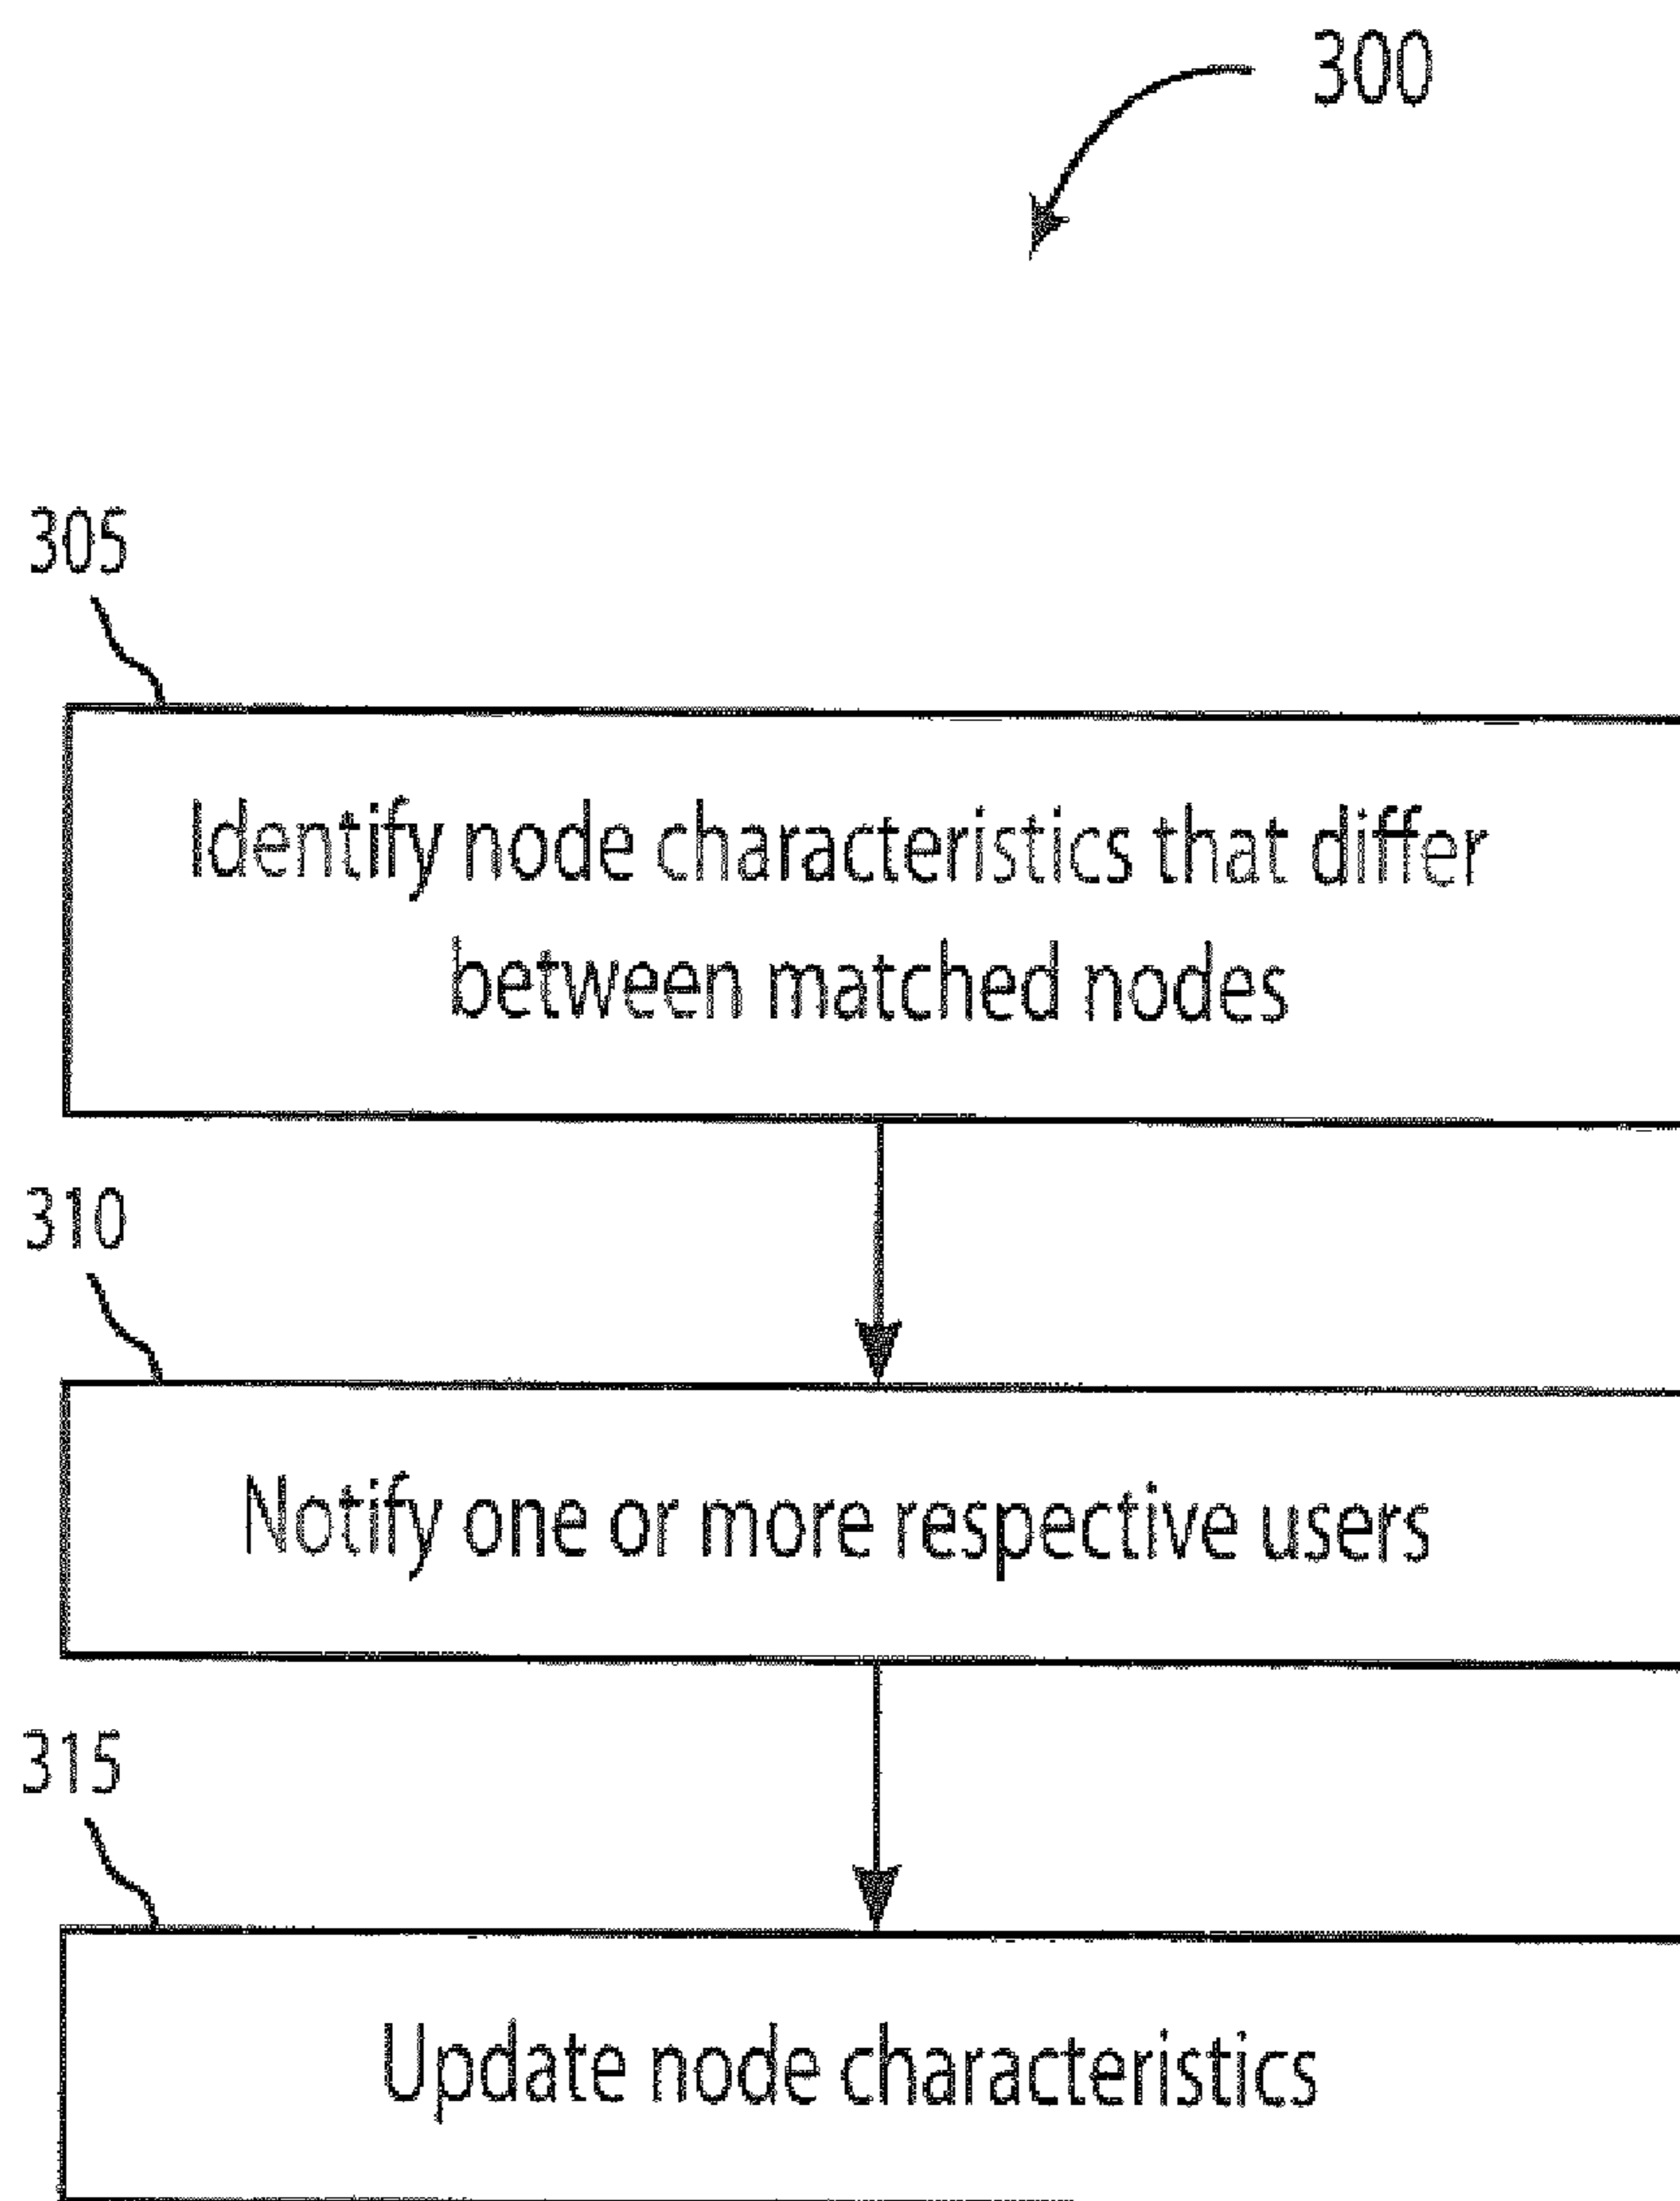 300
305
Identify node characteristics that differ
between matched nodes
310
Notify one or more respective users
315
Update node characteristics